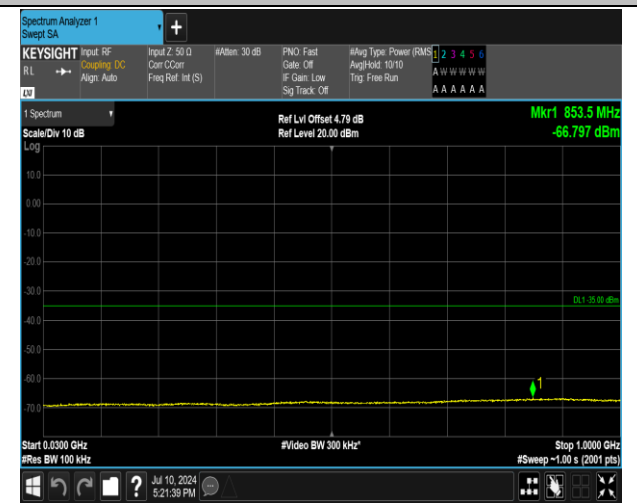 Spectrum Analyzer 1
Swept SA
+
KEYSIGHT Input: RF Input Z: 50 Ω #Atten: 30 dB PNO: Fast #Avg Type: Power (RMS 1 2 3 4 5 6
RL Coupling: DC Corr CCorr Gate: Off Avg|Hold: 10/10 A W W W W W
Align: Auto Freq Ref: Int (S) IF Gain: Low Trig: Free Run
Sig Track: Off A A A A A A
LXI
1 Spectrum Ref Lvl Offset 4.79 dB Mkr1 853.5 MHz
Scale/Div 10 dB Ref Level 20.00 dBm -66.797 dBm
Log
10.0
0.00
-10.0
-20.0
-30.0
DL1 -35.00 dBm
-40.0
-50.0
-60.0
1
-70.0
Start 0.0300 GHz #Video BW 300 kHz* Stop 1.0000 GHz
#Res BW 100 kHz #Sweep ~1.00 s (2001 pts)
? Jul 10, 2024
5:21:39 PM